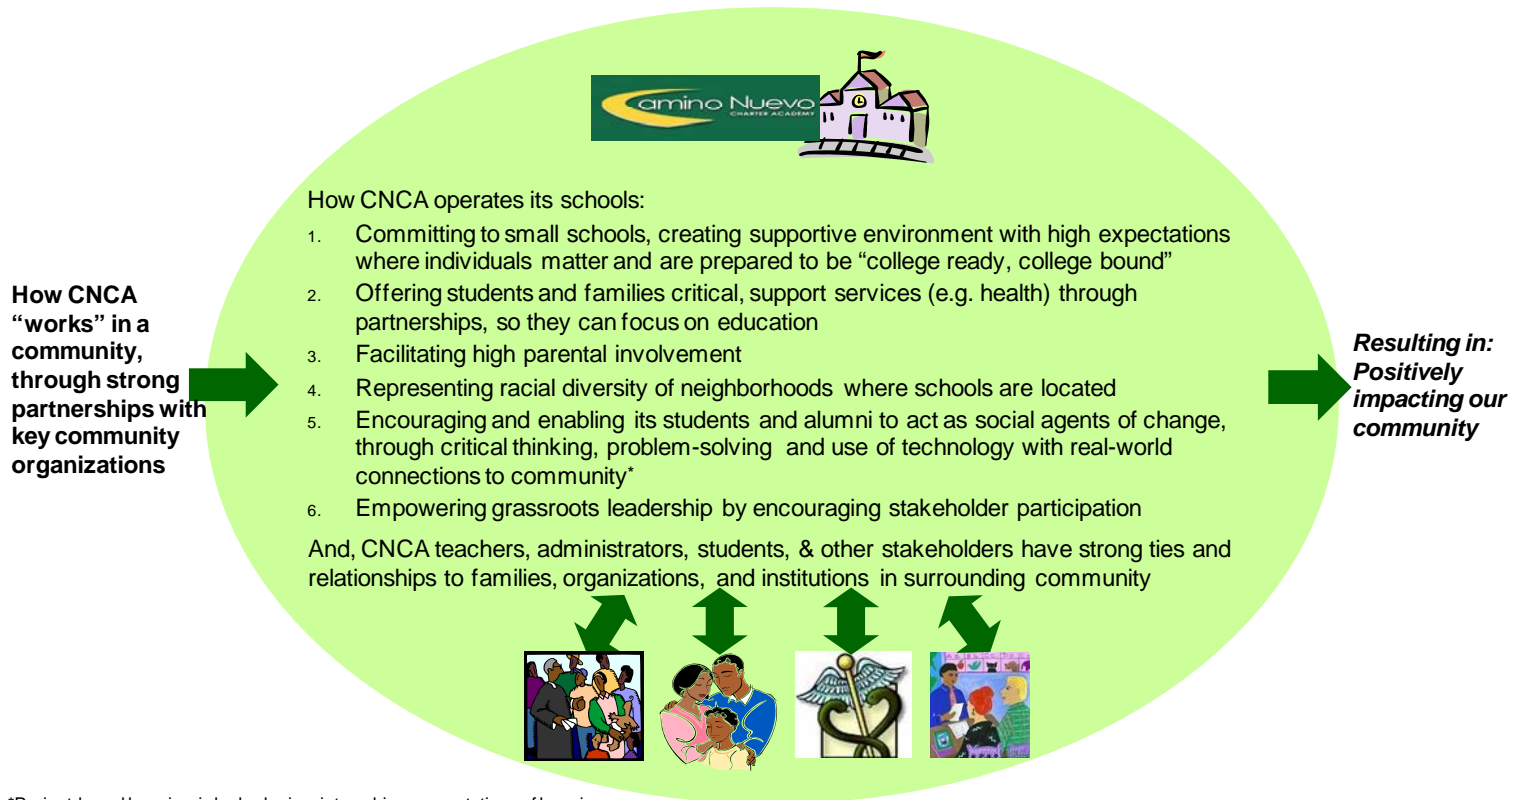 amino Nuevo
CHARTER ACADEMY
How CNCA operates its schools:
1. Committing to small schools, creating supportive environment with high expectations
where individuals matter and are prepared to be “college ready, college bound”
2. Offering students and families critical, support services (e.g. health) through
partnerships, so they can focus on education
3. Facilitating high parental involvement
4. Representing racial diversity of neighborhoods where schools are located
5. Encouraging and enabling its students and alumni to act as social agents of change,
through critical thinking, problem-solving and use of technology with real-world
connections to community*
6. Empowering grassroots leadership by encouraging stakeholder participation
And, CNCA teachers, administrators, students, & other stakeholders have strong ties and
relationships to families, organizations, and institutions in surrounding community
How CNCA
“works” in a
community,
through strong
partnerships with
key community
organizations
Resulting in:
Positively
impacting our
community